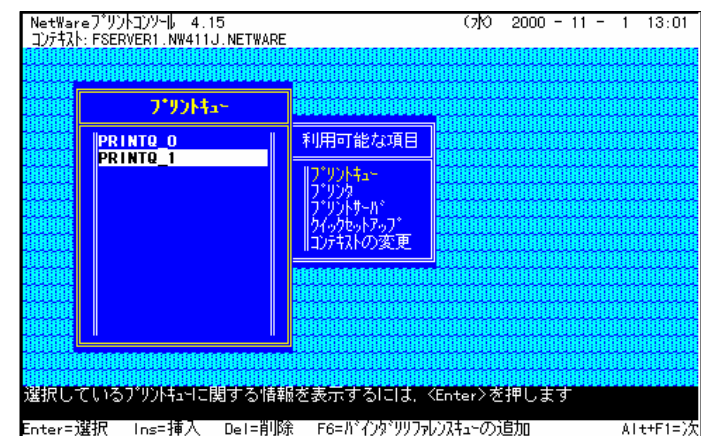 NetWareプリントコンソール 4.15 (水) 2000 - 11 - 1 13:01
コンテキスト: FSERVER1.NW411J.NETWARE
プリントキュー
PRINTQ_0
PRINTQ_1
利用可能な項目
プリントキュー
プリンタ
プリントサーバ
クイックセットアップ
コンテキストの変更
選択しているプリントキューに関する情報を表示するには、<Enter>を押します
Enter=選択 Ins=挿入 Del=削除 F6=バインダリリファレンスキューの追加 Alt+F1=次